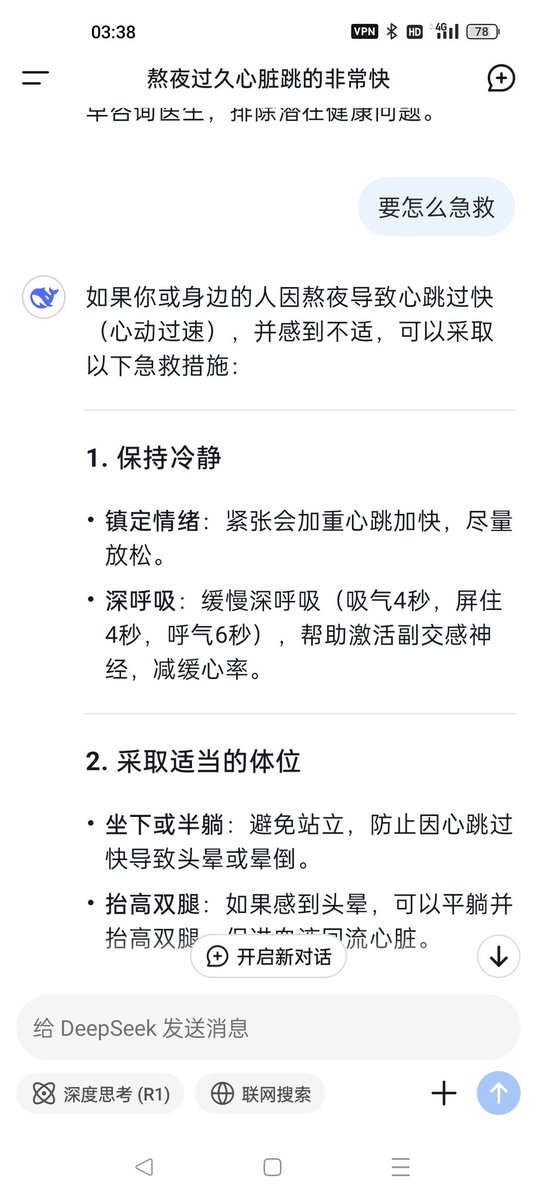 03:38
VPN HD 4G 78
熬夜过久心脏跳的非常快
早咨询医生，排除潜在健康问题。
要怎么急救
如果你或身边的人因熬夜导致心跳过快
（心动过速），并感到不适，可以采取
以下急救措施：
1. 保持冷静
• 镇定情绪：紧张会加重心跳加快，尽量
放松。
• 深呼吸：缓慢深呼吸（吸气4秒，屏住
4秒，呼气6秒），帮助激活副交感神
经，减缓心率。
2. 采取适当的体位
• 坐下或半躺：避免站立，防止因心跳过
快导致头晕或晕倒。
• 抬高双腿：如果感到头晕，可以平躺并
抬高双腿，促进血液回流心脏。
开启新对话
给 DeepSeek 发送消息
深度思考 (R1)
联网搜索